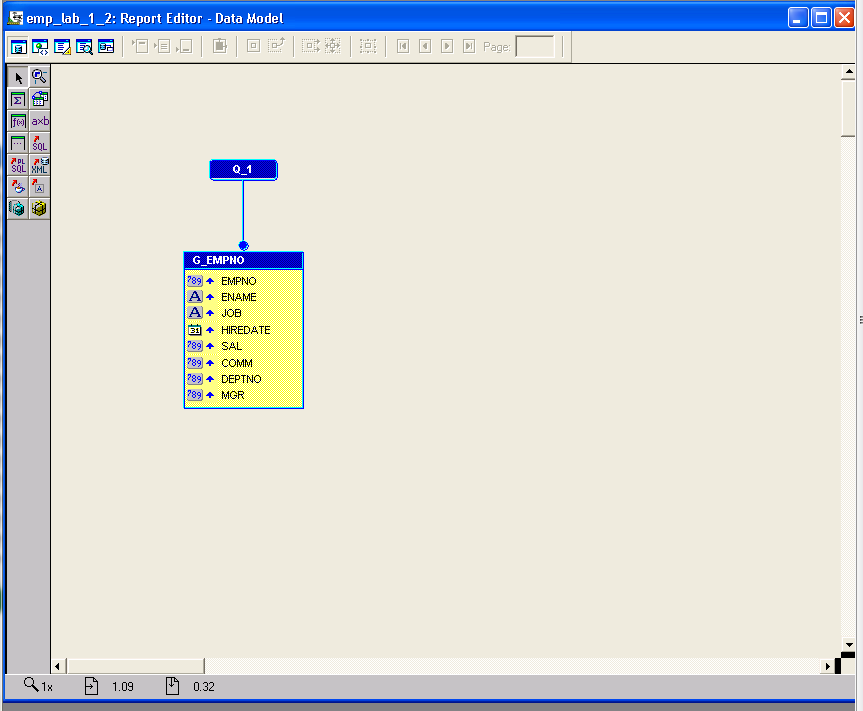 emp_lab_1_2: Report Editor - Data Model
Page:
Σ
f(x) a×b
SQL
PL SQL XML
A
Q_1
G_EMPNO
789 EMPNO
A ENAME
A JOB
31 HIREDATE
789 SAL
789 COMM
789 DEPTNO
789 MGR
1x 1.09 0.32